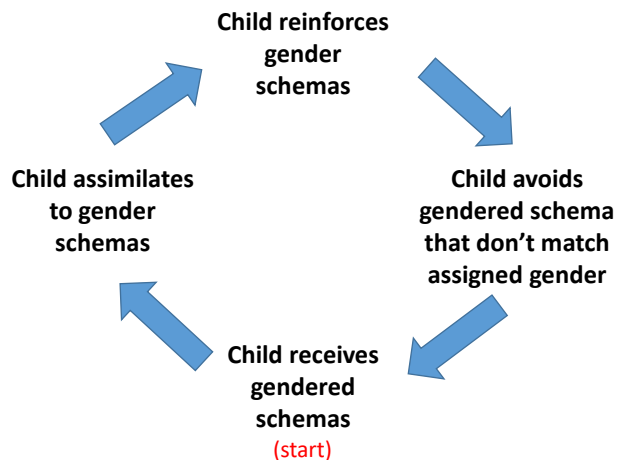 Child reinforces
gender
schemas
Child assimilates
to gender
schemas
Child avoids
gendered schema
that don’t match
assigned gender
Child receives
gendered
schemas
(start)